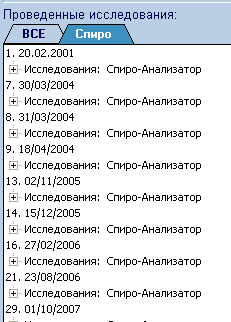 Проведенные исследования:
ВСЕ Спиро
1. 20.02.2001
Исследования: Спиро-Анализатор
7. 30/03/2004
Исследования: Спиро-Анализатор
8. 31/03/2004
Исследования: Спиро-Анализатор
9. 18/04/2004
Исследования: Спиро-Анализатор
13. 02/11/2005
Исследования: Спиро-Анализатор
14. 15/12/2005
Исследования: Спиро-Анализатор
16. 27/02/2006
Исследования: Спиро-Анализатор
21. 23/08/2006
Исследования: Спиро-Анализатор
29. 01/10/2007